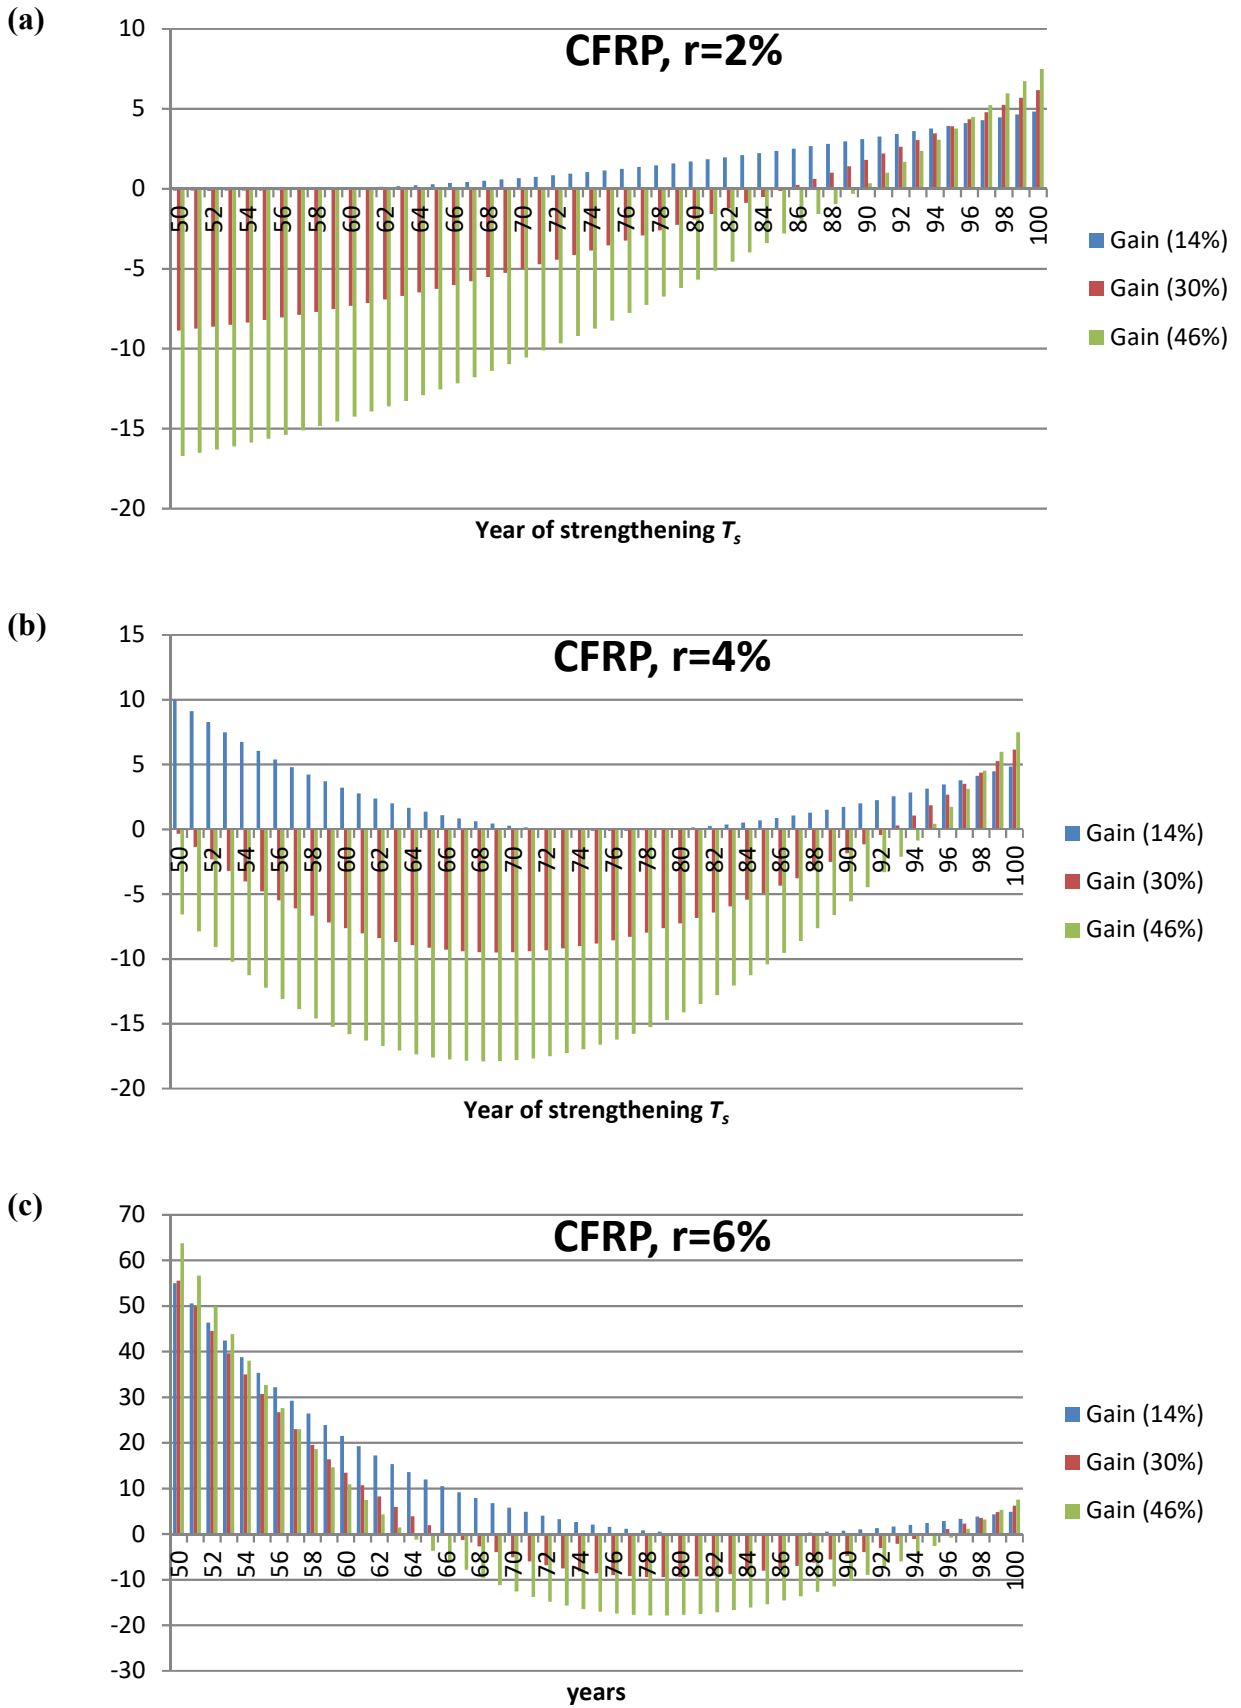 (a)
CFRP, r=2%
10
5
0
-5
-10
-15
-20
50 52 54 56 58 60 62 64 66 68 70 72 74 76 78 80 82 84 86 88 90 92 94 96 98 100
Year of strengthening Ts
Gain (14%)
Gain (30%)
Gain (46%)
(b)
CFRP, r=4%
15
10
5
0
-5
-10
-15
-20
50 52 54 56 58 60 62 64 66 68 70 72 74 76 78 80 82 84 86 88 90 92 94 96 98 100
Year of strengthening Ts
Gain (14%)
Gain (30%)
Gain (46%)
(c)
CFRP, r=6%
70
60
50
40
30
20
10
0
-10
-20
-30
50 52 54 56 58 60 62 64 66 68 70 72 74 76 78 80 82 84 86 88 90 92 94 96 98 100
years
Gain (14%)
Gain (30%)
Gain (46%)